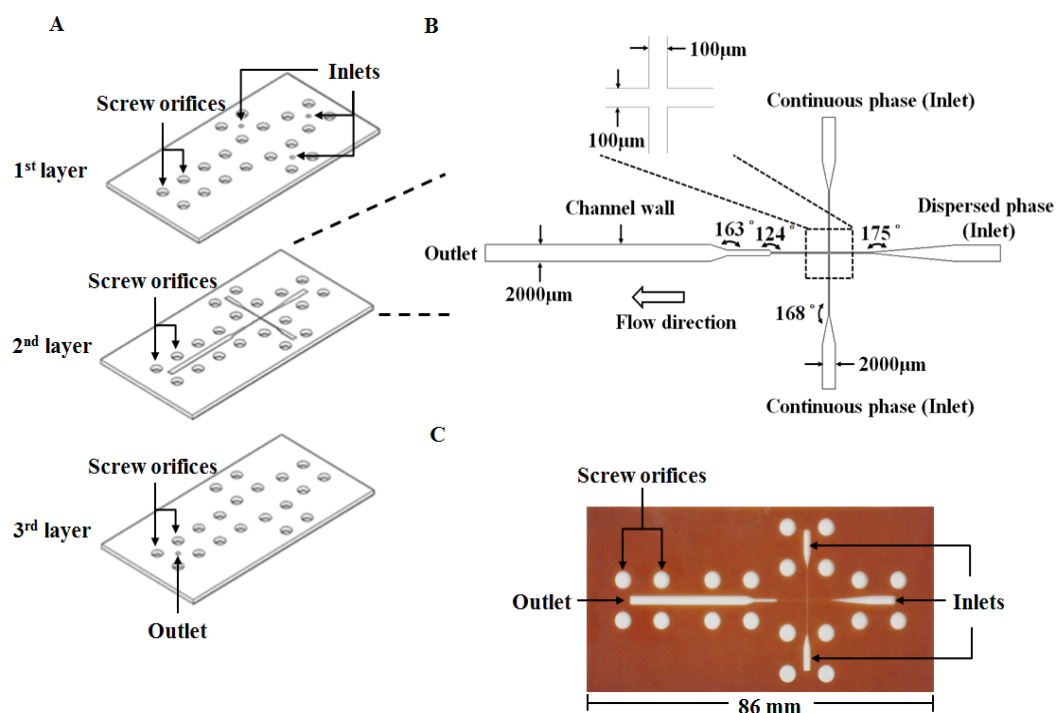 A
Inlets
Screw orifices
1st layer
Screw orifices
2nd layer
Screw orifices
3rd layer
Outlet
B
100μm
100μm
Continuous phase (Inlet)
Channel wall
Dispersed phase
(Inlet)
163°
124°
175°
Outlet
2000μm
Flow direction
168°
2000μm
Continuous phase (Inlet)
C
Screw orifices
Outlet
Inlets
86 mm